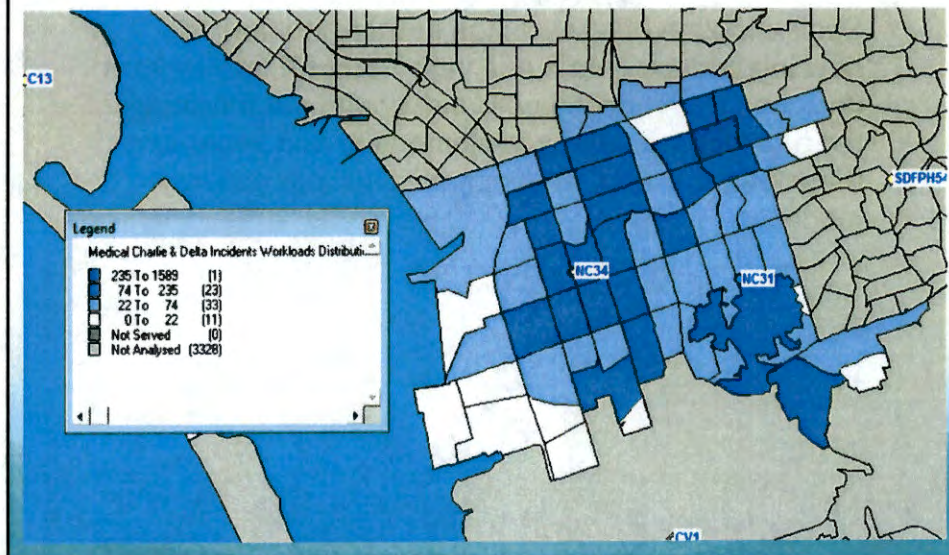 C13
SDFPH54
Legend
Medical Charlie & Delta Incidents Workloads Distributi...
235 To 1589 (1)
74 To 235 (23)
22 To 74 (33)
0 To 22 (11)
Not Served (0)
Not Analysed (3328)
NC34
NC31
CV1